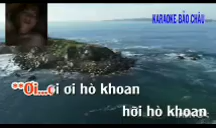 KARAOKE BẢO CHÂU
**Ơi....ơi ơi hò khoan
hỡi hò khoan